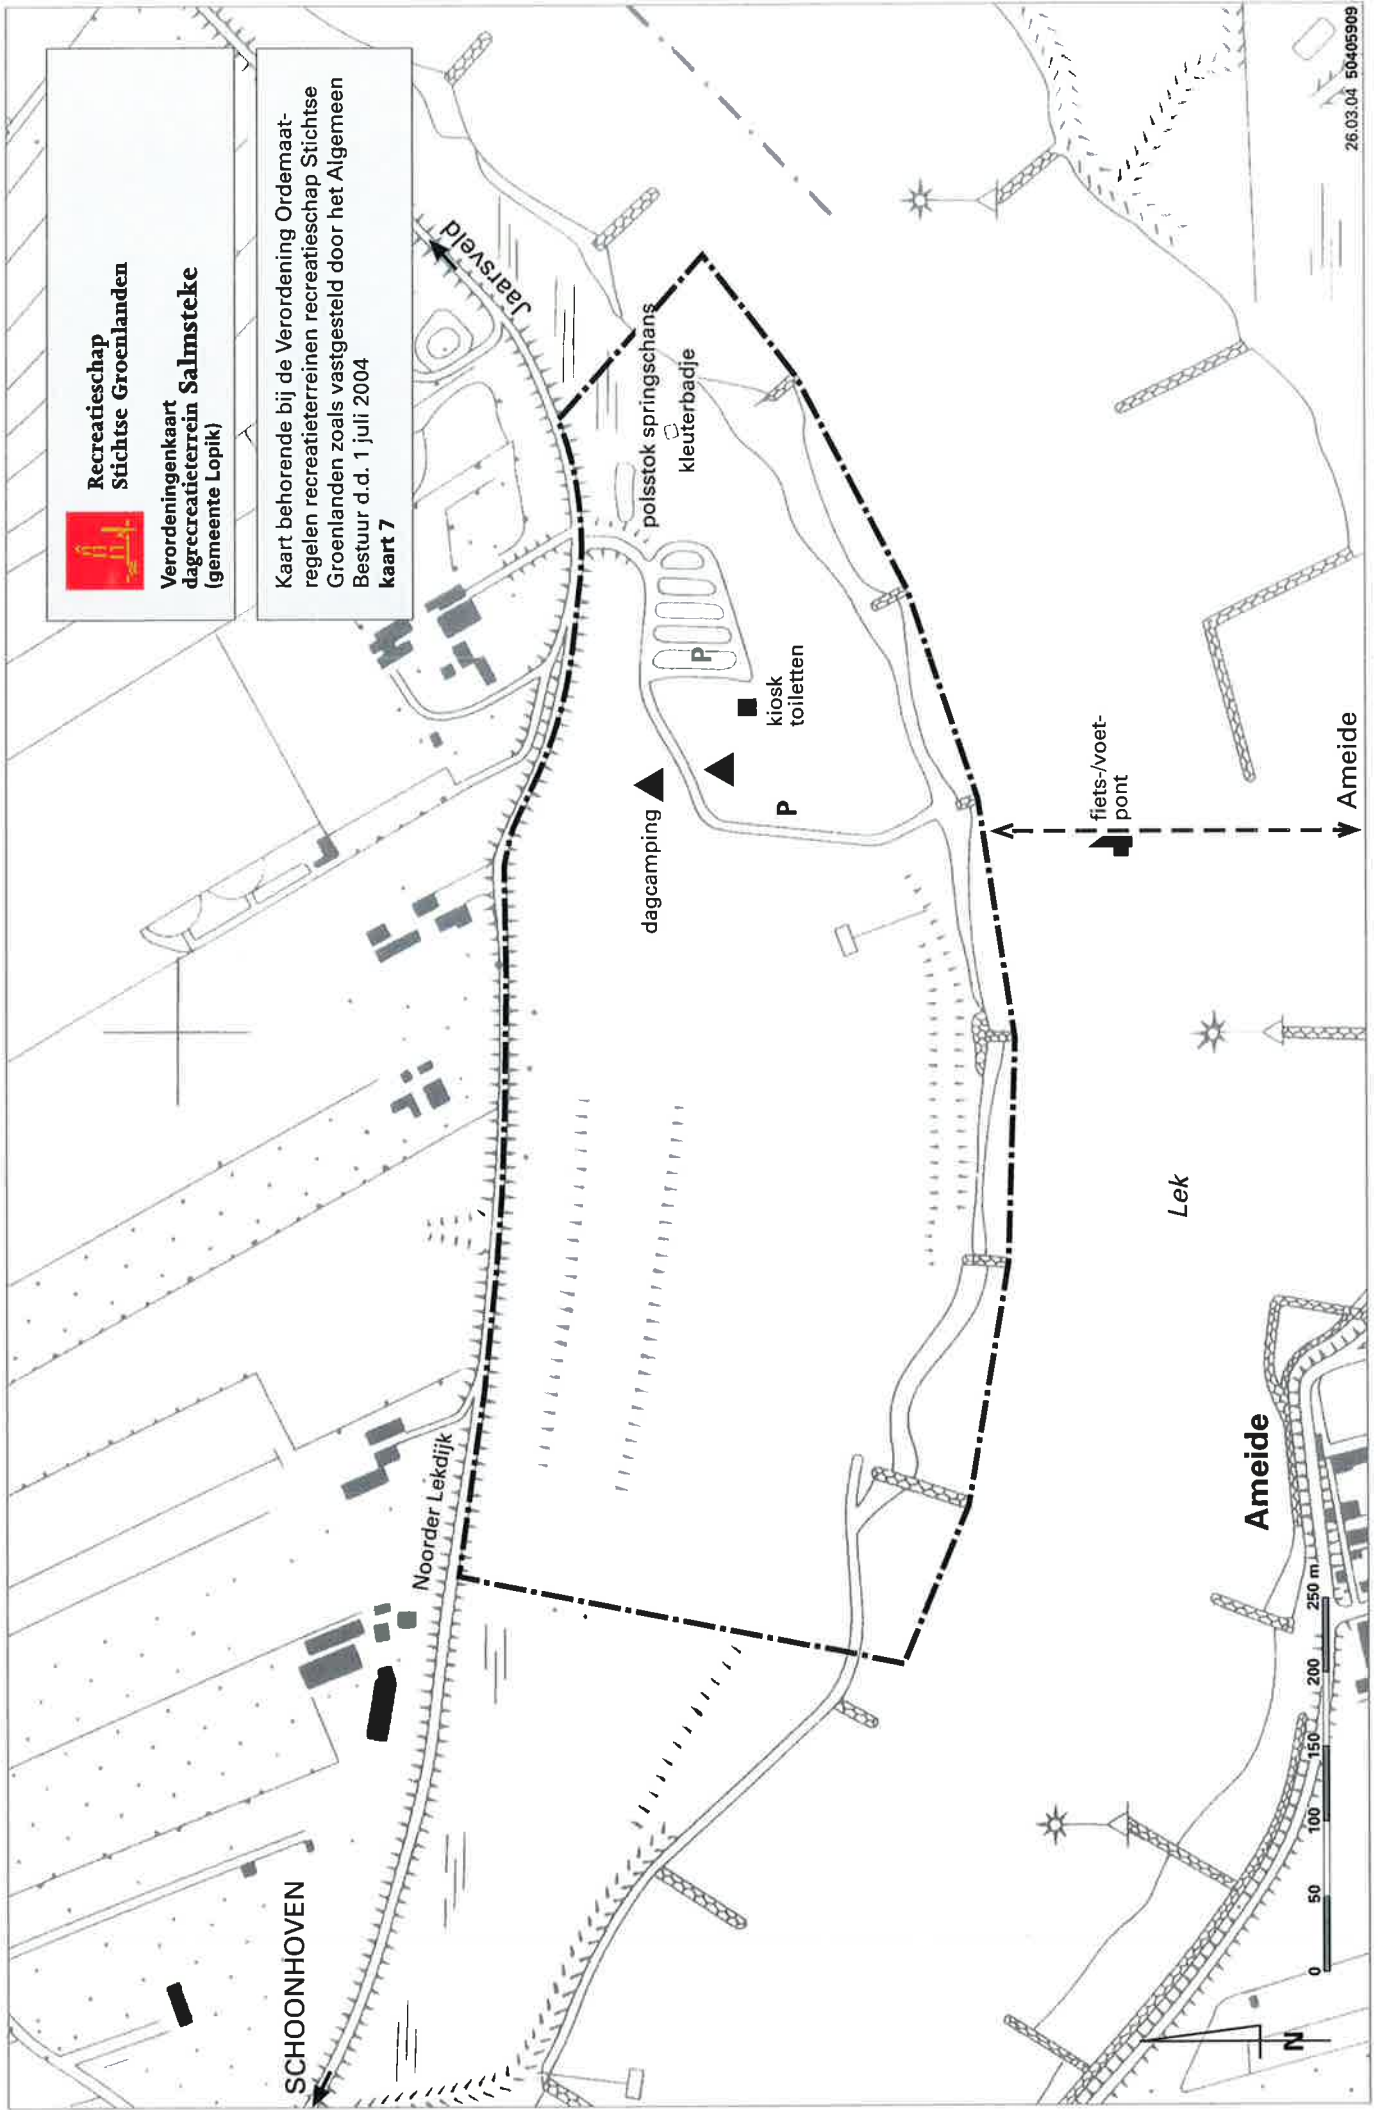 Recreatieschap
Stichtse Groenlanden
Verordeningenkaart
dagrecreatieterrein Salmsteke
(gemeente Lopik)
Kaart behorende bij de Verordening Ordemaat-
regelen recreatieterreinen recreatieschap Stichtse
Groenlanden zoals vastgesteld door het Algemeen
Bestuur d.d. 1 juli 2004
kaart 7
SCHOONHOVEN
Noorder Lekdijk
Jaarsveld
polsstok springschans
kleuterbadje
dagcamping
P
kiosk
toiletten
P
fiets-/voet-
pont
Ameide
Lek
Ameide
0 50 100 150 200 250 m
N
26.03.04 50405909